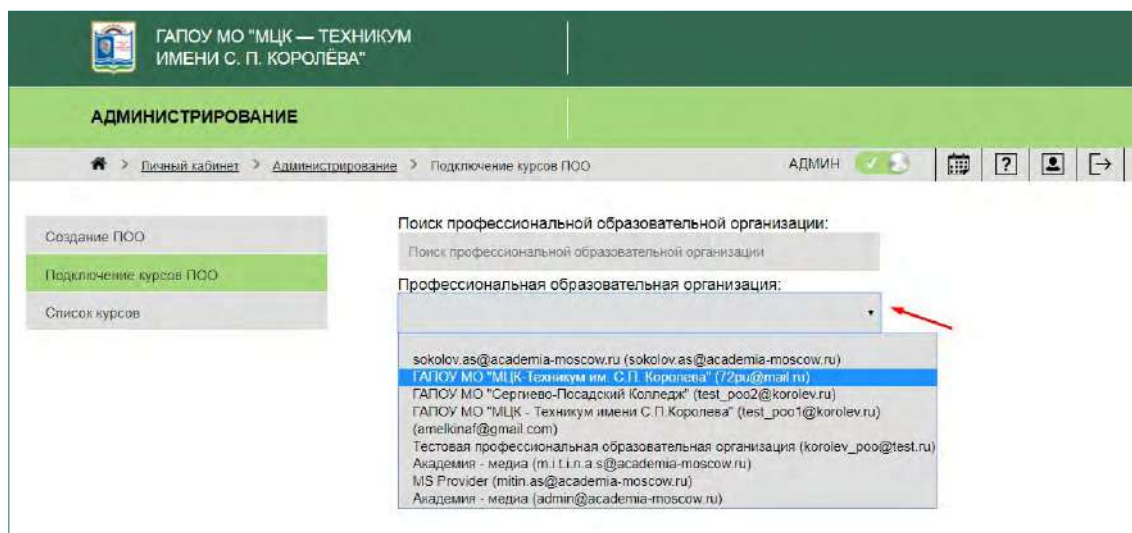 ГАПОУ МО "МЦК — ТЕХНИКУМ
ИМЕНИ С. П. КОРОЛЁВА"
АДМИНИСТРИРОВАНИЕ
> Личный кабинет > Администрирование > Подключение курсов ПОО
АДМИН
?
Создание ПОО
Подключение курсов ПОО
Список курсов
Поиск профессиональной образовательной организации:
Поиск профессиональной образовательной организации
Профессиональная образовательная организация:
sokolov.as@academia-moscow.ru (sokolov.as@academia-moscow.ru)
ГАПОУ МО "МЦК-Техникум им. С.П. Королева" (72pu@mail.ru)
ГАПОУ МО "Сергиево-Посадский Колледж" (test_poo2@korolev.ru)
ГАПОУ МО "МЦК - Техникум имени С.П.Королева" (test_poo1@korolev.ru)
(amelkinaf@gmail.com)
Тестовая профессиональная образовательная организация (korolev_poo@test.ru)
Академия - медиа (m.i.t.i.n.a.s@academia-moscow.ru)
MS Provider (mitin.as@academia-moscow.ru)
Академия - медиа (admin@academia-moscow.ru)